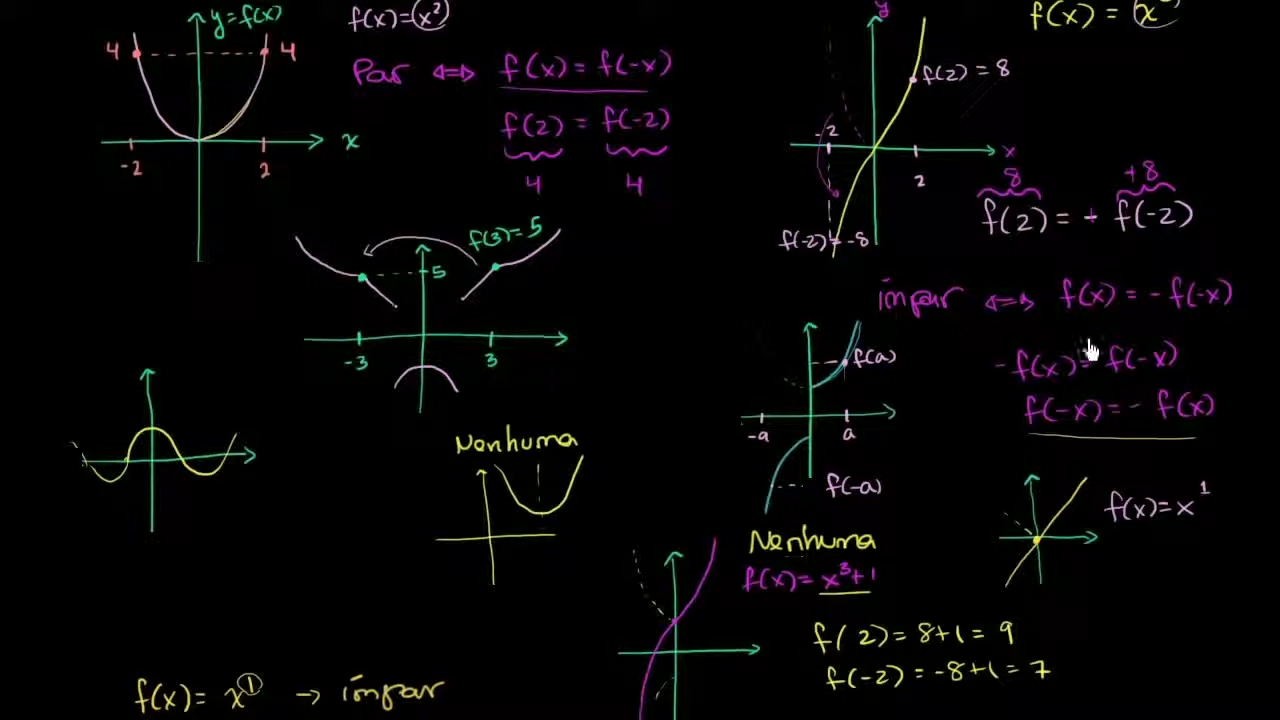 y=f(x)
f(x)=x²
4
4
Par ⟺ f(x) = f(-x)
f(2) = f(-2)
4
4
x
-2
2
f(3)=5
5
-3
3
Nenhuma
f(x) = x
y
f(2) = 8
-2
x
2
f(-2)=-8
8
+8
f(2) = + f(-2)
ímpar ⟺ f(x) = - f(-x)
- f(x) = f(-x)
f(-x) = - f(x)
f(a)
-a
a
f(-a)
f(x) = x¹
Nenhuma
f(x) = x³+1
f(2) = 8+1 = 9
f(-2) = -8+1 = 7
f(x) = x¹ → ímpar